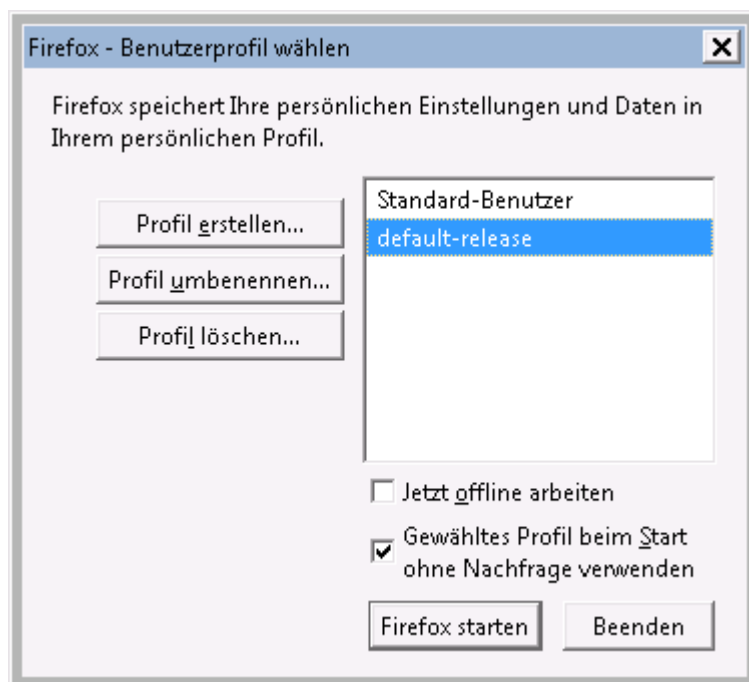 Firefox - Benutzerprofil wählen
Firefox speichert Ihre persönlichen Einstellungen und Daten in
Ihrem persönlichen Profil.
Profil erstellen...
Profil umbenennen...
Profil löschen...
Standard-Benutzer
default-release
Jetzt offline arbeiten
Gewähltes Profil beim Start
ohne Nachfrage verwenden
Firefox starten
Beenden